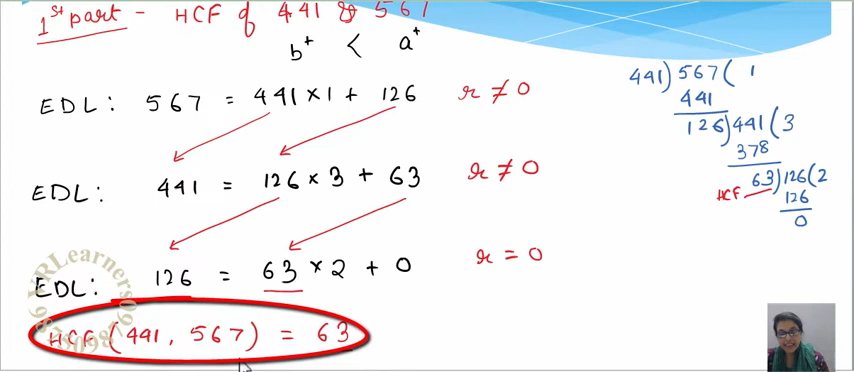 1st part - HCF of 441 & 567
b+ < a+
EDL: 567 = 441 × 1 + 126 r ≠ 0
EDL: 441 = 126 × 3 + 63 r ≠ 0
EDL: 126 = 63 × 2 + 0 r = 0
HCF (441, 567) = 63
441) 567 ( 1
441
126) 441 ( 3
378
HCF 63) 126 ( 2
126
0